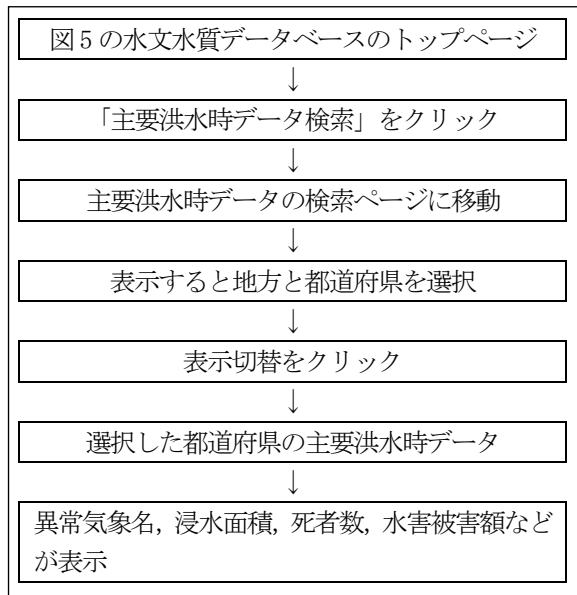 図5の水文水質データベースのトップページ
↓
「主要洪水時データ検索」をクリック
↓
主要洪水時データの検索ページに移動
↓
表示すると地方と都道府県を選択
↓
表示切替をクリック
↓
選択した都道府県の主要洪水時データ
↓
異常気象名, 浸水面積, 死者数, 水害被害額など
が表示